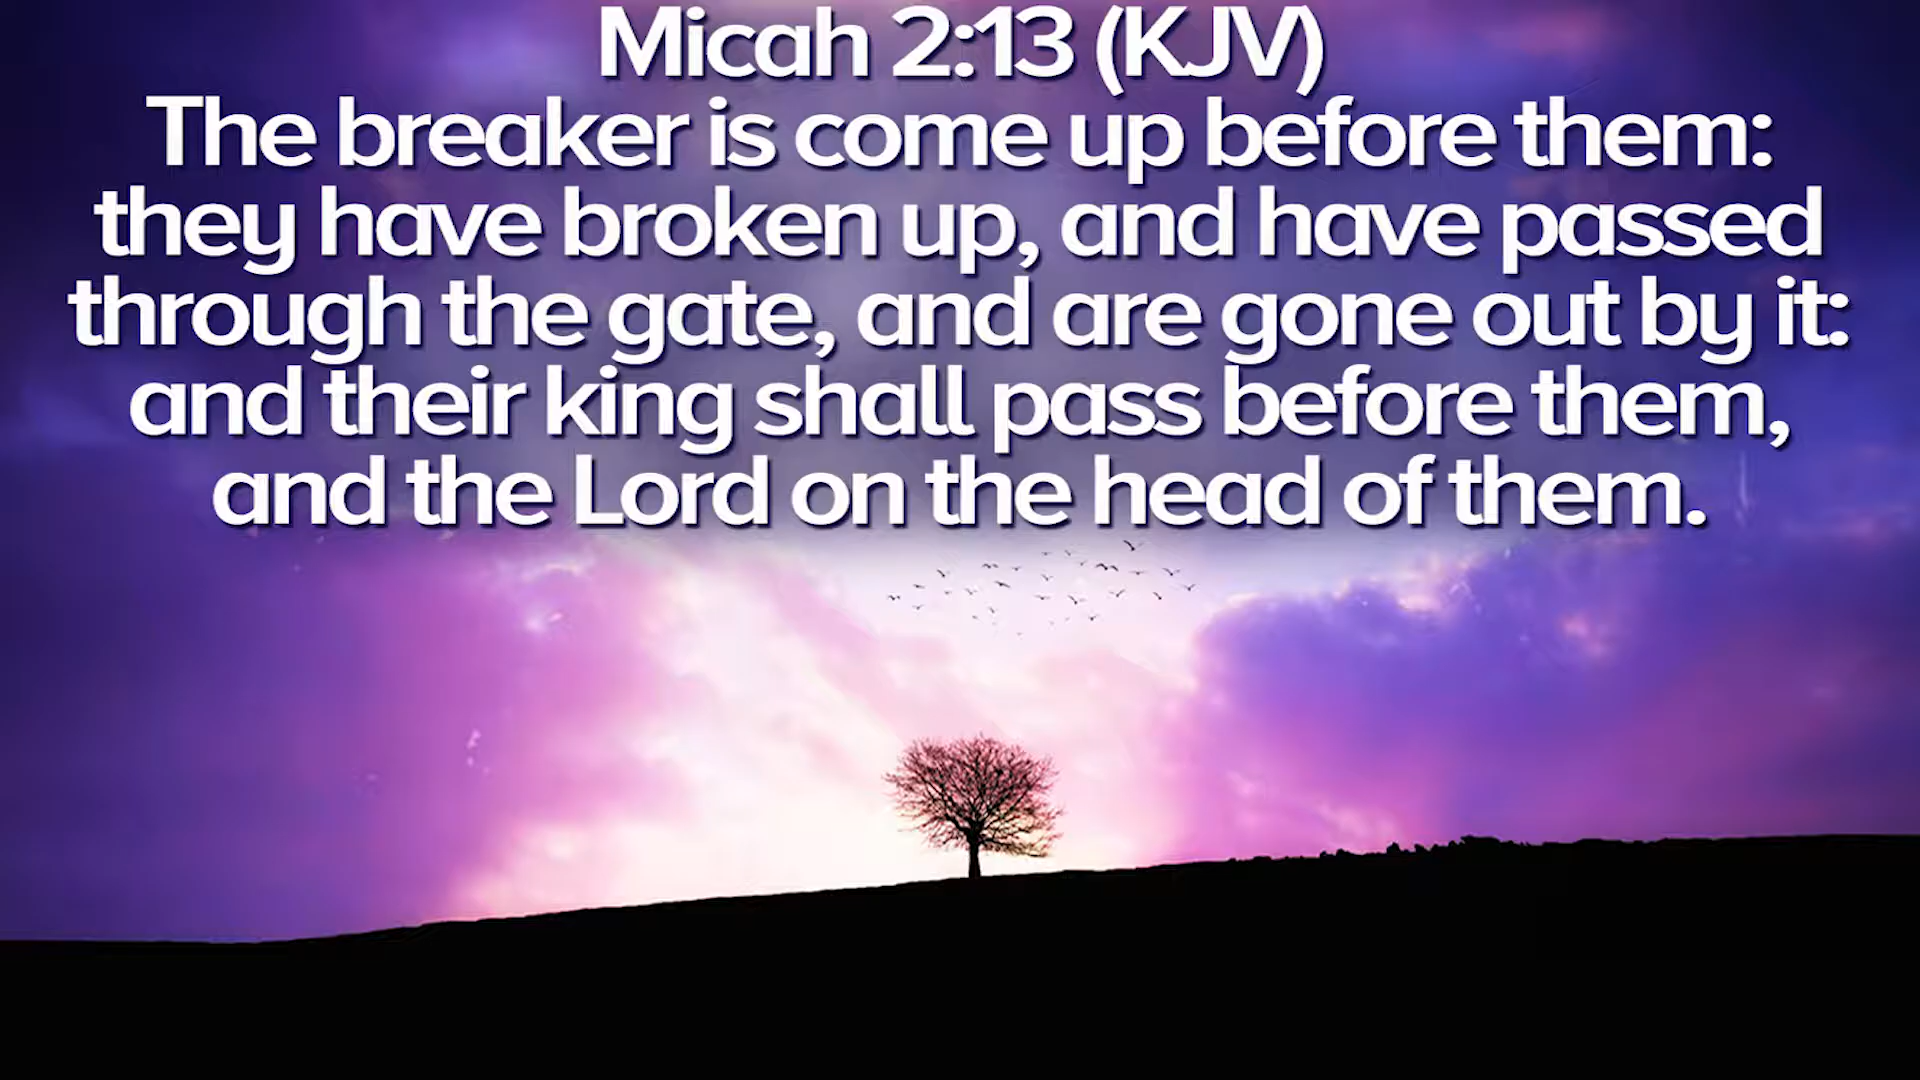 Micah 2:13 (KJV)
The breaker is come up before them:
they have broken up, and have passed
through the gate, and are gone out by it:
and their king shall pass before them,
and the Lord on the head of them.